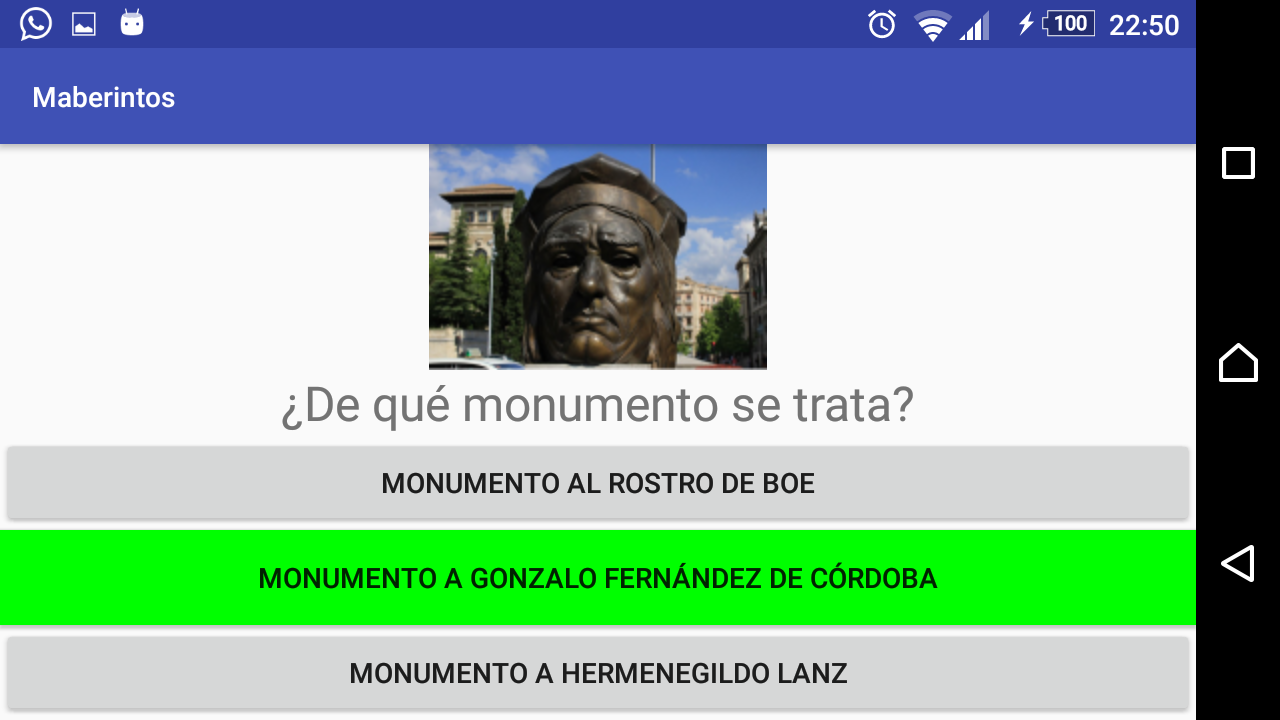 100 22:50
Maberintos
¿De qué monumento se trata?
MONUMENTO AL ROSTRO DE BOE
MONUMENTO A GONZALO FERNÁNDEZ DE CÓRDOBA
MONUMENTO A HERMENEGILDO LANZ